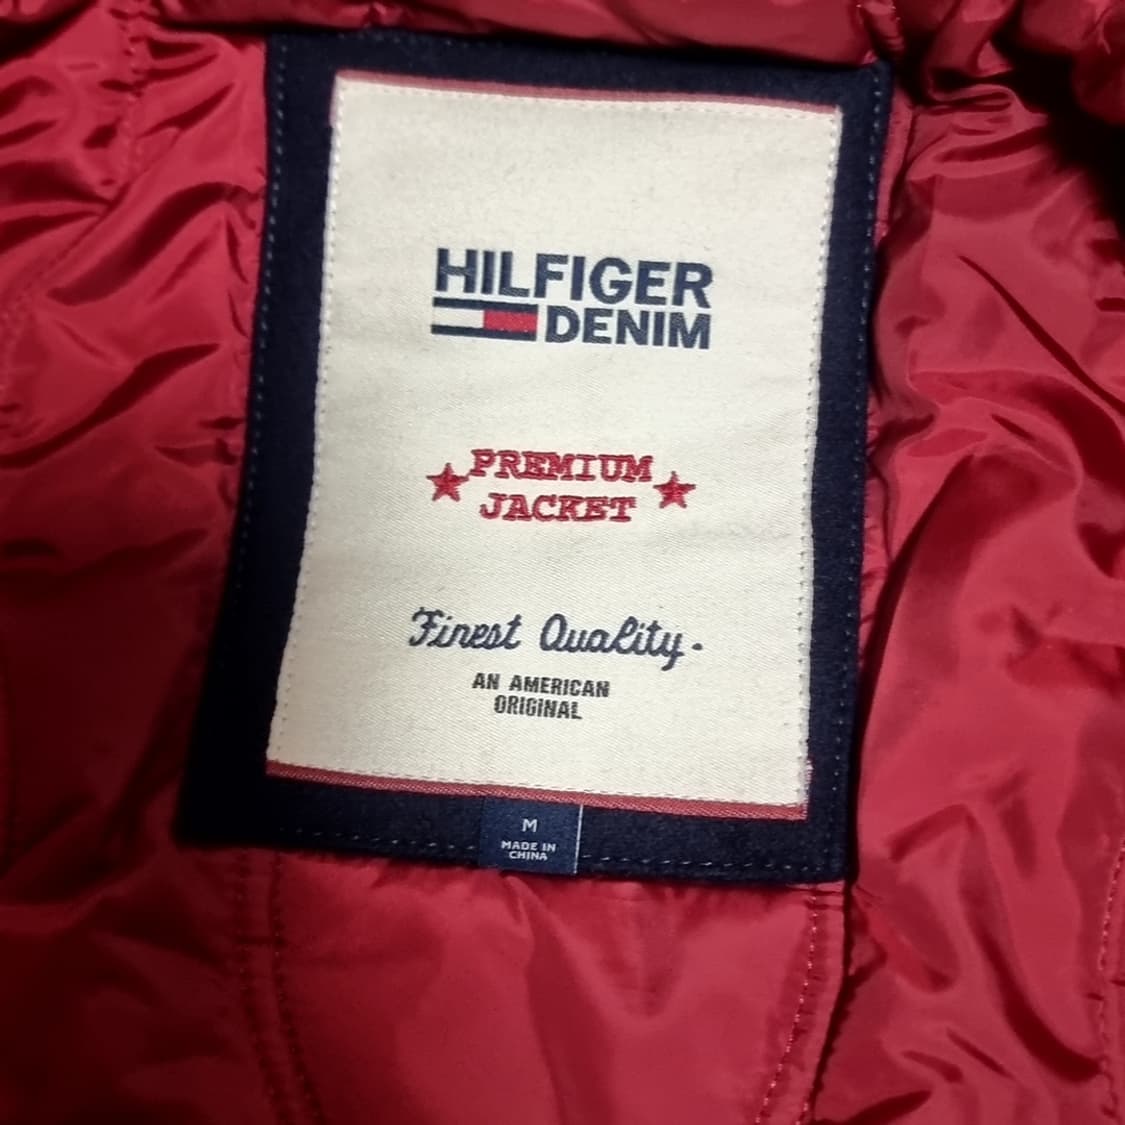 HILFIGER
DENIM
PREMIUM
JACKET
Finest Quality.
AN AMERICAN
ORIGINAL
M
MADE IN
CHINA